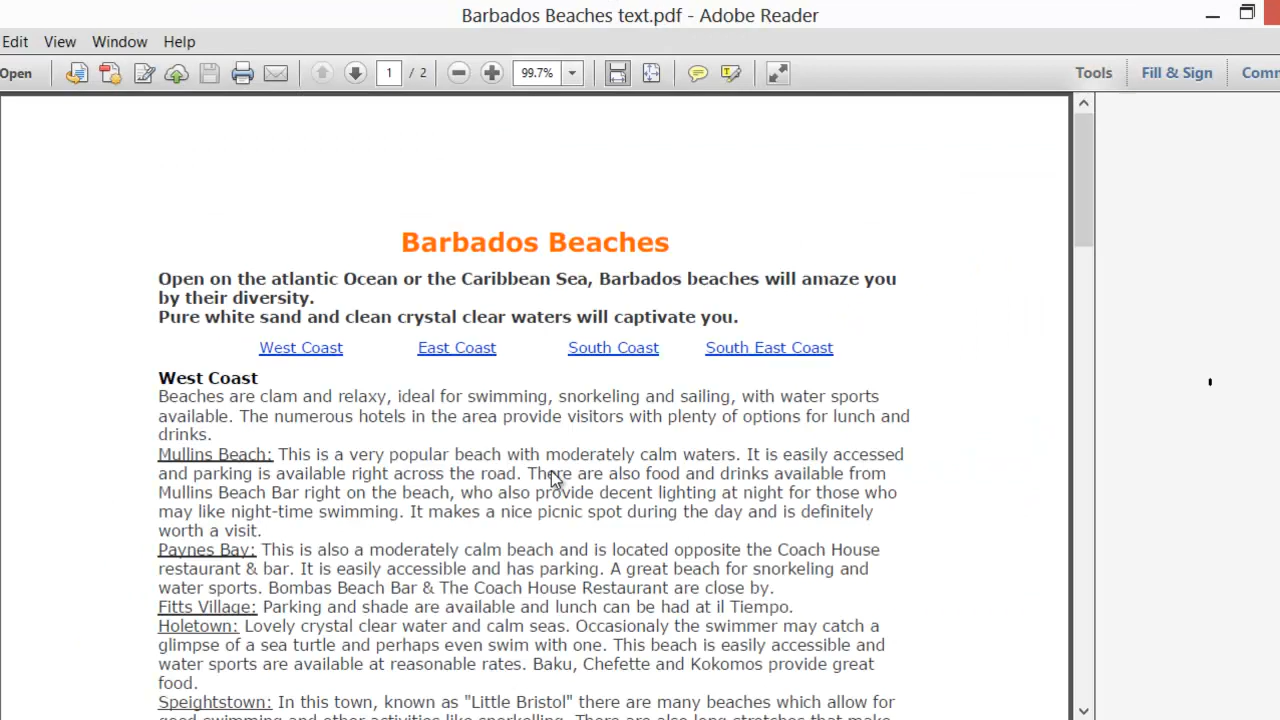 Barbados Beaches text.pdf - Adobe Reader
Edit View Window Help
Open 1 / 2 99.7% Tools Fill & Sign Comm
Barbados Beaches
Open on the atlantic Ocean or the Caribbean Sea, Barbados beaches will amaze you
by their diversity.
Pure white sand and clean crystal clear waters will captivate you.
West Coast East Coast South Coast South East Coast
West Coast
Beaches are clam and relaxy, ideal for swimming, snorkeling and sailing, with water sports
available. The numerous hotels in the area provide visitors with plenty of options for lunch and
drinks.
Mullins Beach: This is a very popular beach with moderately calm waters. It is easily accessed
and parking is available right across the road. There are also food and drinks available from
Mullins Beach Bar right on the beach, who also provide decent lighting at night for those who
may like night-time swimming. It makes a nice picnic spot during the day and is definitely
worth a visit.
Paynes Bay: This is also a moderately calm beach and is located opposite the Coach House
restaurant & bar. It is easily accessible and has parking. A great beach for snorkeling and
water sports. Bombas Beach Bar & The Coach House Restaurant are close by.
Fitts Village: Parking and shade are available and lunch can be had at il Tiempo.
Holetown: Lovely crystal clear water and calm seas. Occasionaly the swimmer may catch a
glimpse of a sea turtle and perhaps even swim with one. This beach is easily accessible and
water sports are available at reasonable rates. Baku, Chefette and Kokomos provide great
food.
Speightstown: In this town, known as "Little Bristol" there are many beaches which allow for
good swimming and other activities like snorkelling. There are also long stretches that make